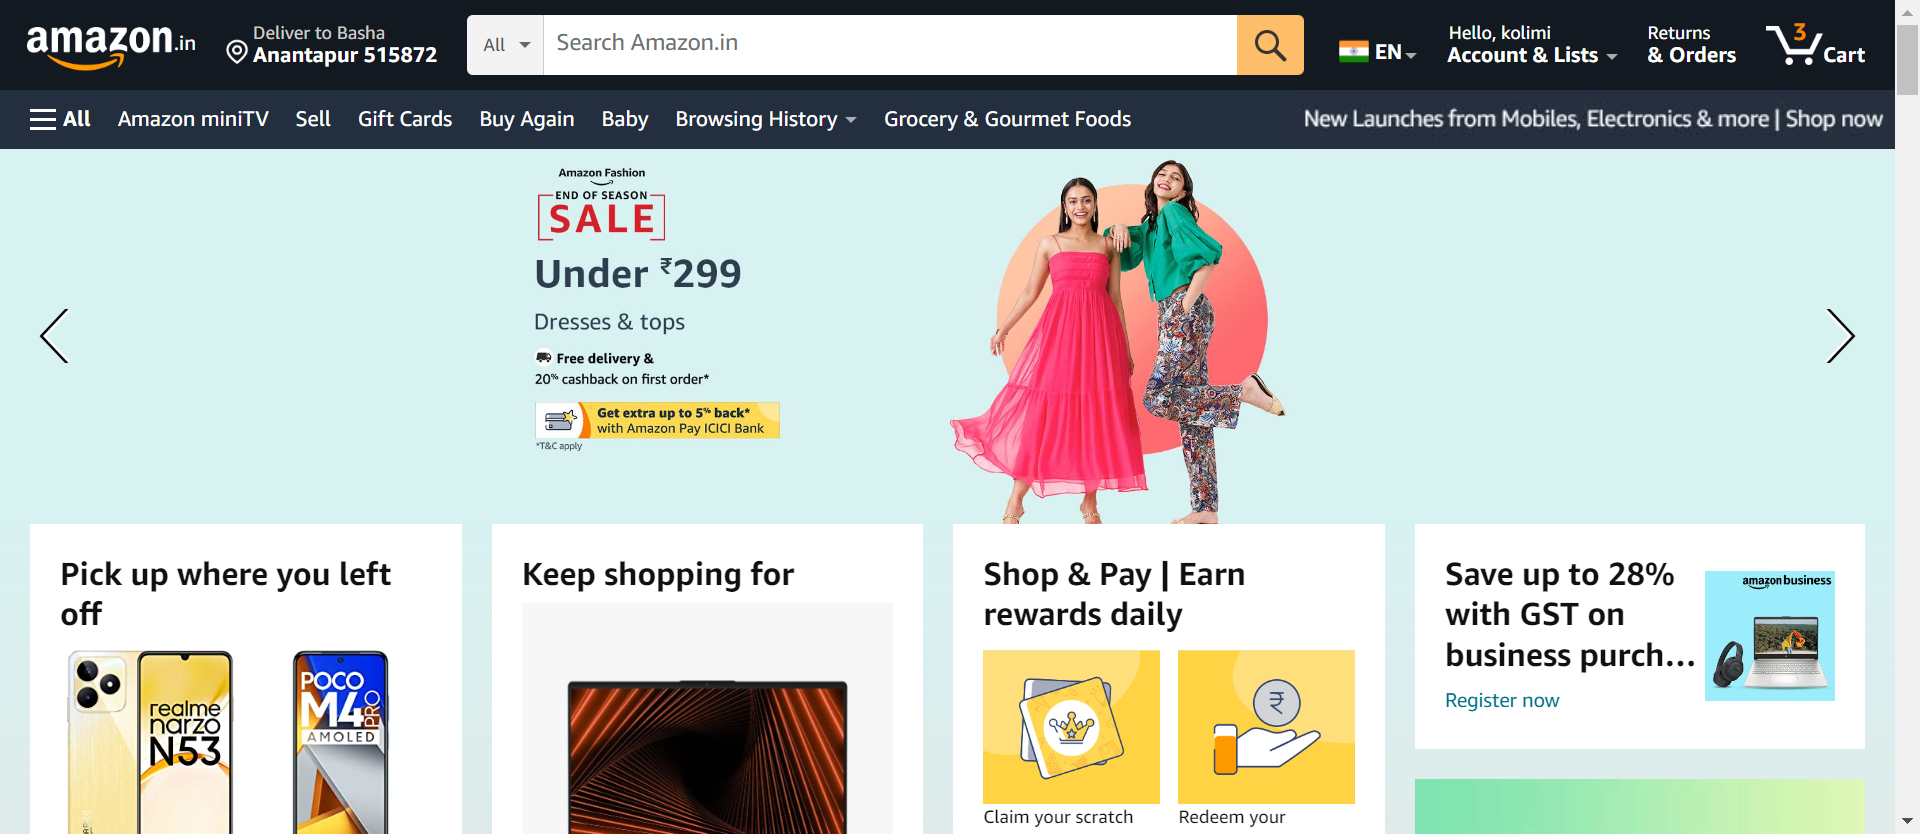 amazon.in
Deliver to Basha
Anantapur 515872
All
Search Amazon.in
EN
Hello, kolimi
Account & Lists
Returns
& Orders
3
Cart
All
Amazon miniTV
Sell
Gift Cards
Buy Again
Baby
Browsing History
Grocery & Gourmet Foods
New Launches from Mobiles, Electronics & more | Shop now
Amazon Fashion
END OF SEASON
SALE
Under ₹299
Dresses & tops
Free delivery &
20% cashback on first order*
Get extra up to 5% back*
with Amazon Pay ICICI Bank
*T&C apply
Pick up where you left
off
realme
narzo
N53
POCO
M4 PRO
AMOLED
Keep shopping for
Shop & Pay | Earn
rewards daily
₹
Claim your scratch
Redeem your
Save up to 28%
with GST on
business purch...
Register now
amazon business